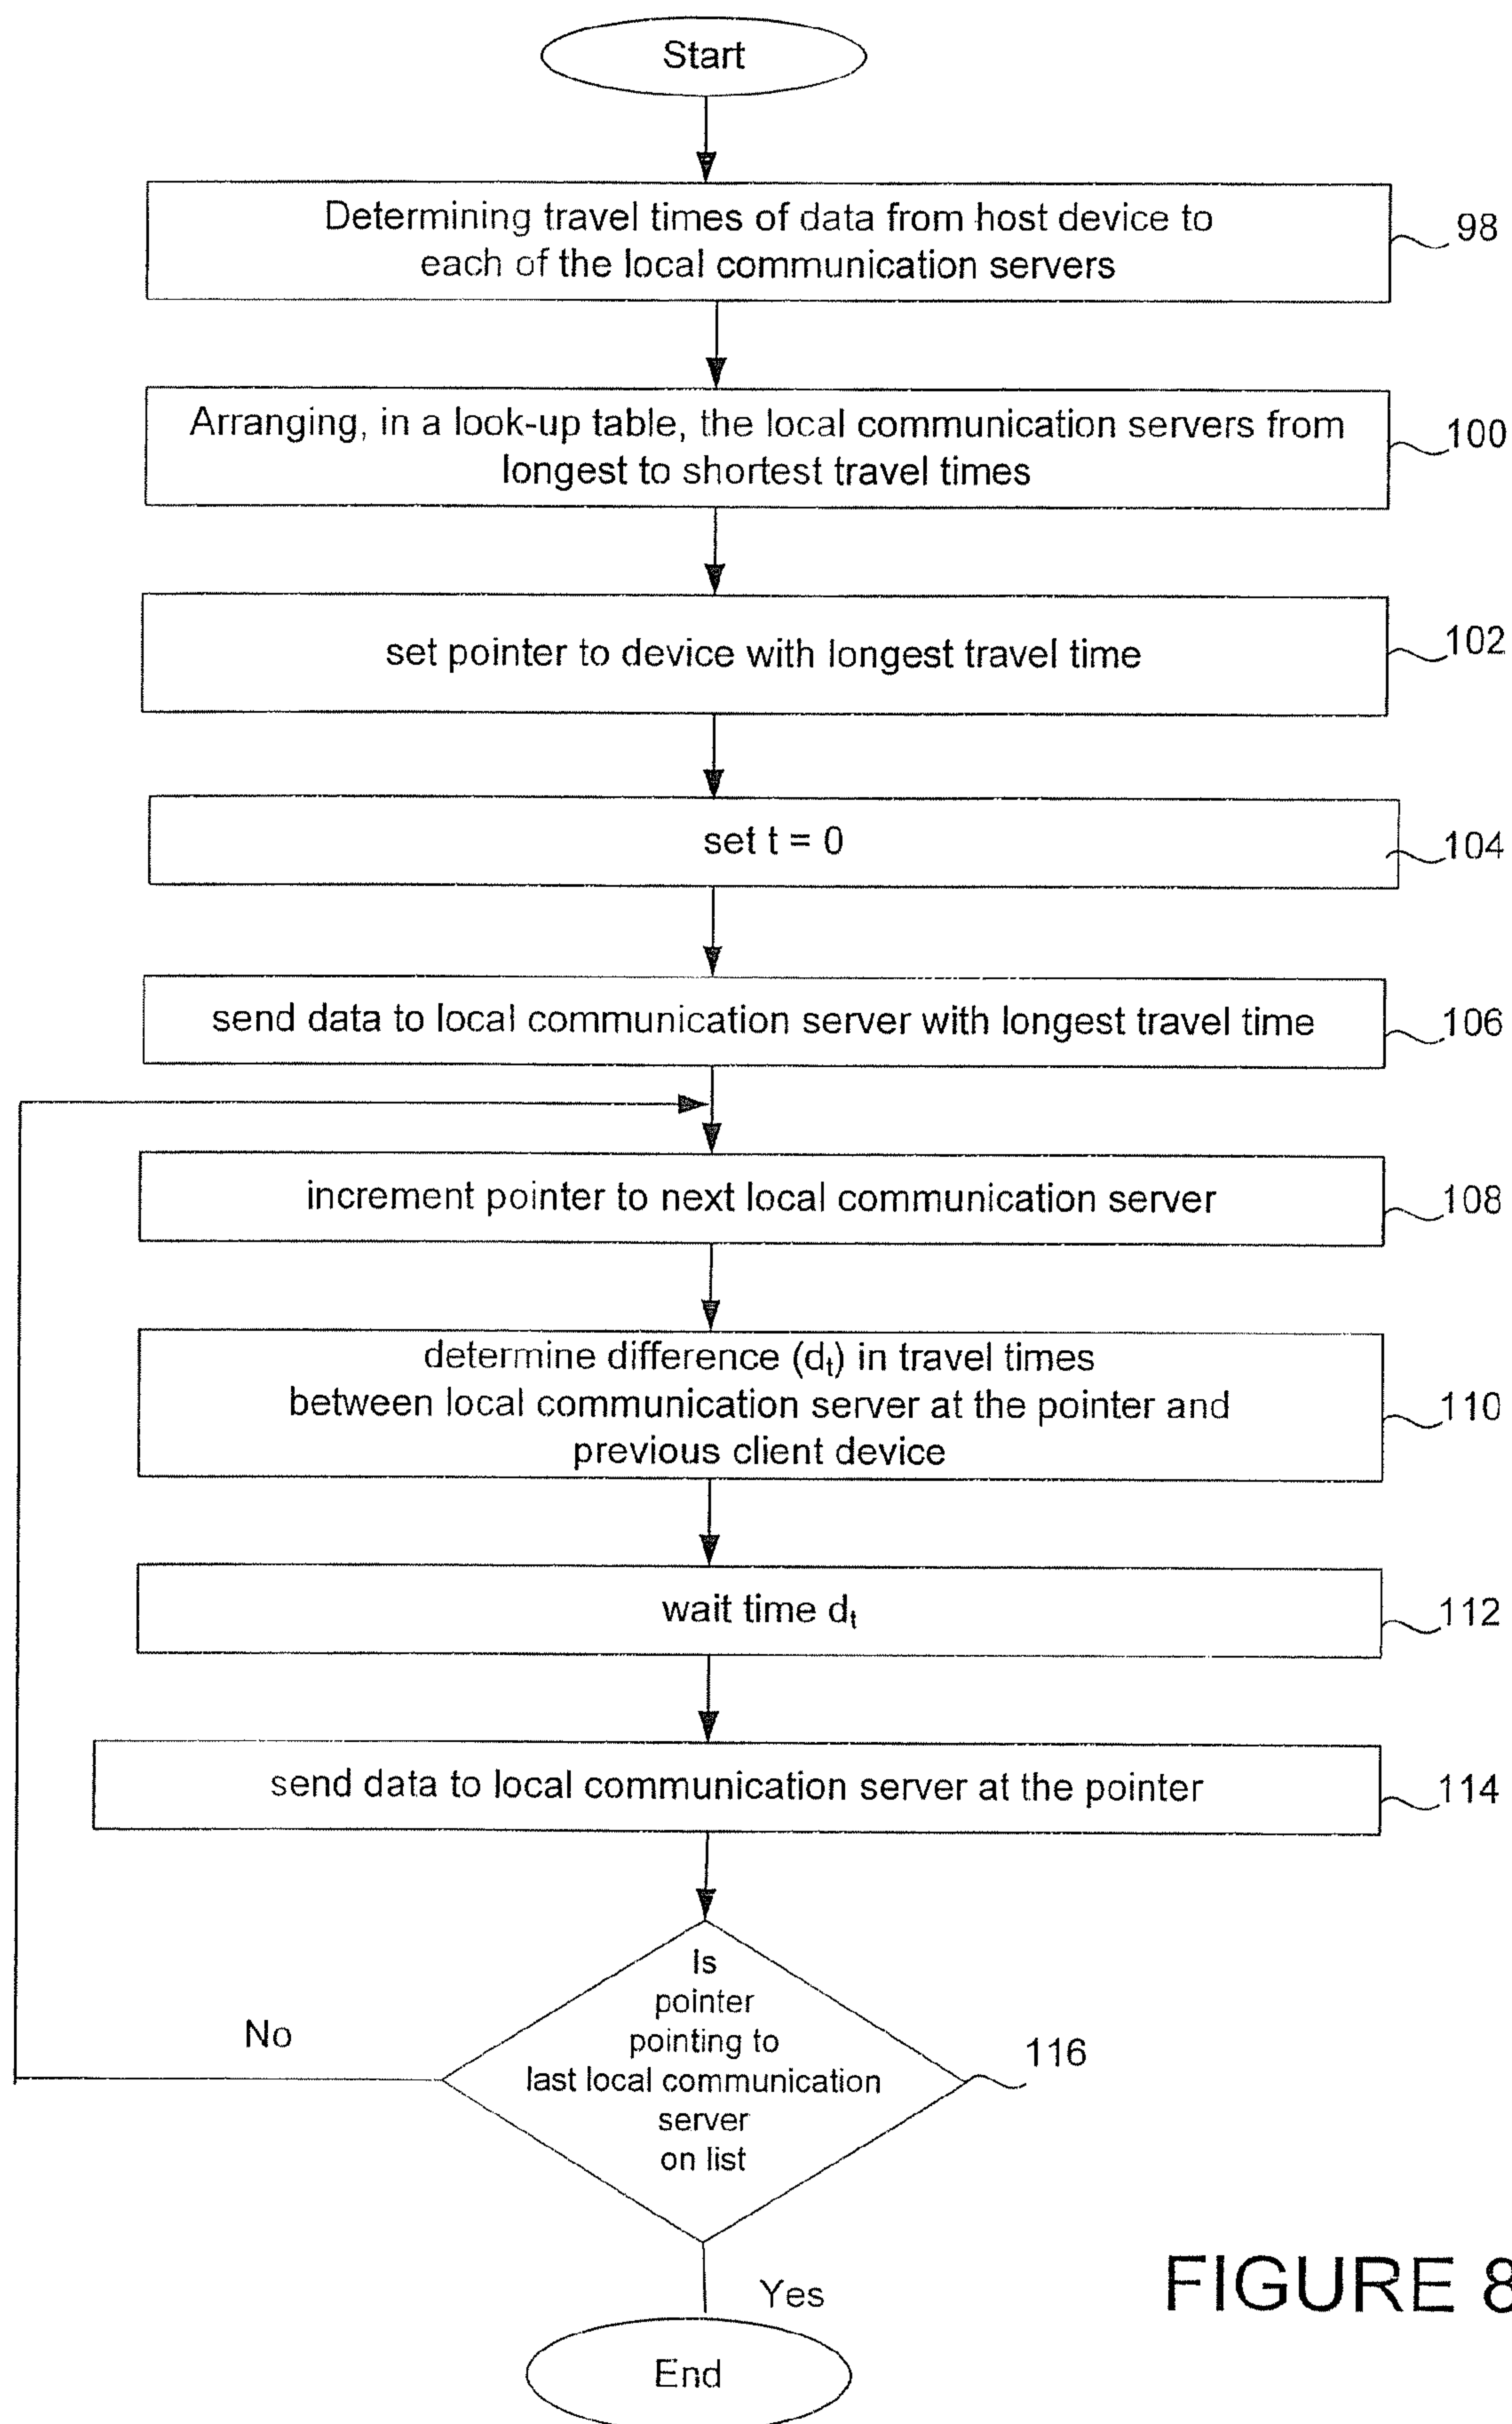 Start
Determining travel times of data from host device to
each of the local communication servers
98
Arranging, in a look-up table, the local communication servers from
longest to shortest travel times
100
set pointer to device with longest travel time
102
set t = 0
104
send data to local communication server with longest travel time
106
increment pointer to next local communication server
108
determine difference (dt) in travel times
between local communication server at the pointer and
previous client device
110
wait time dt
112
send data to local communication server at the pointer
114
Is
pointer
pointing to
last local communication
server
on list
116
No
Yes
End
FIGURE 8